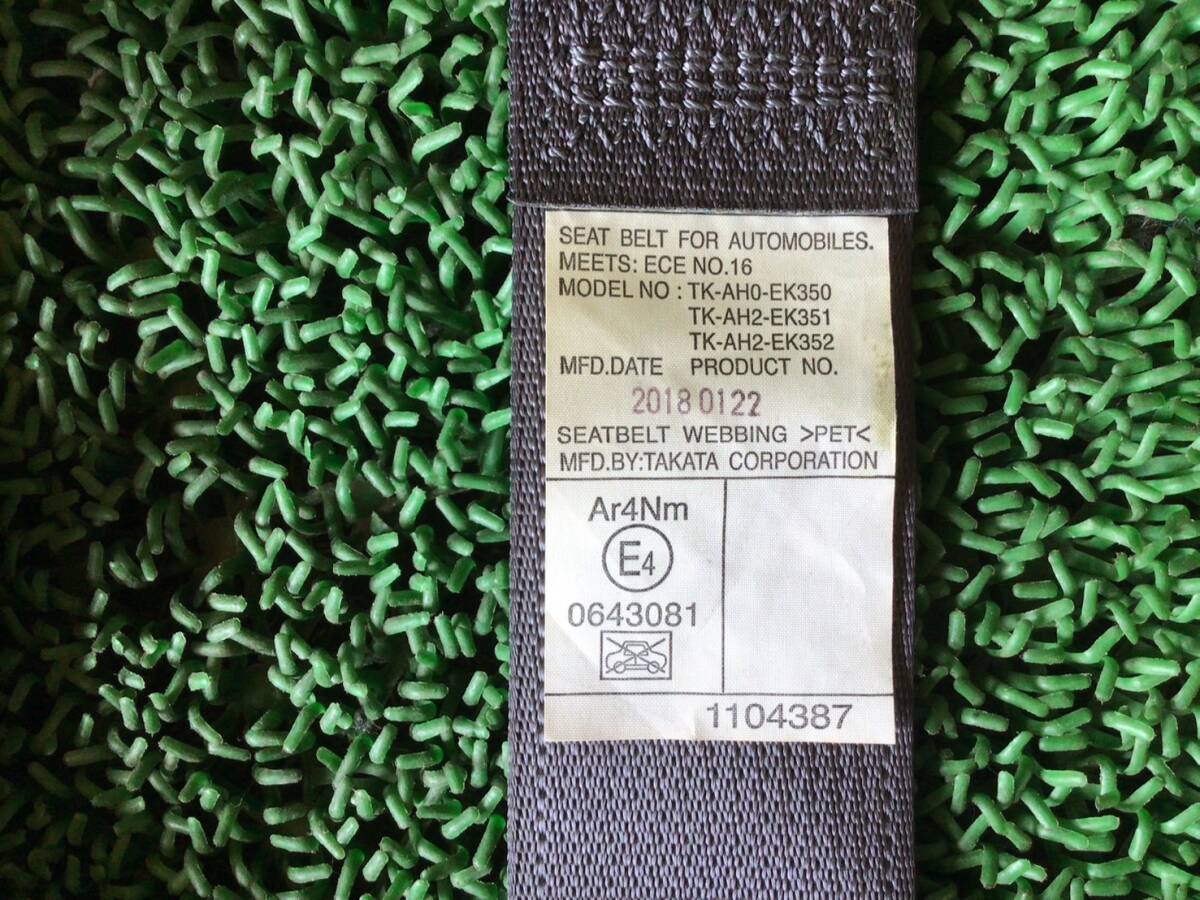 SEAT BELT FOR AUTOMOBILES.
MEETS: ECE NO.16
MODEL NO : TK-AH0-EK350
TK-AH2-EK351
TK-AH2-EK352
MFD.DATE PRODUCT NO.
2018 0122
SEATBELT WEBBING >PET<
MFD.BY:TAKATA CORPORATION
Ar4Nm
E4
0643081
1104387